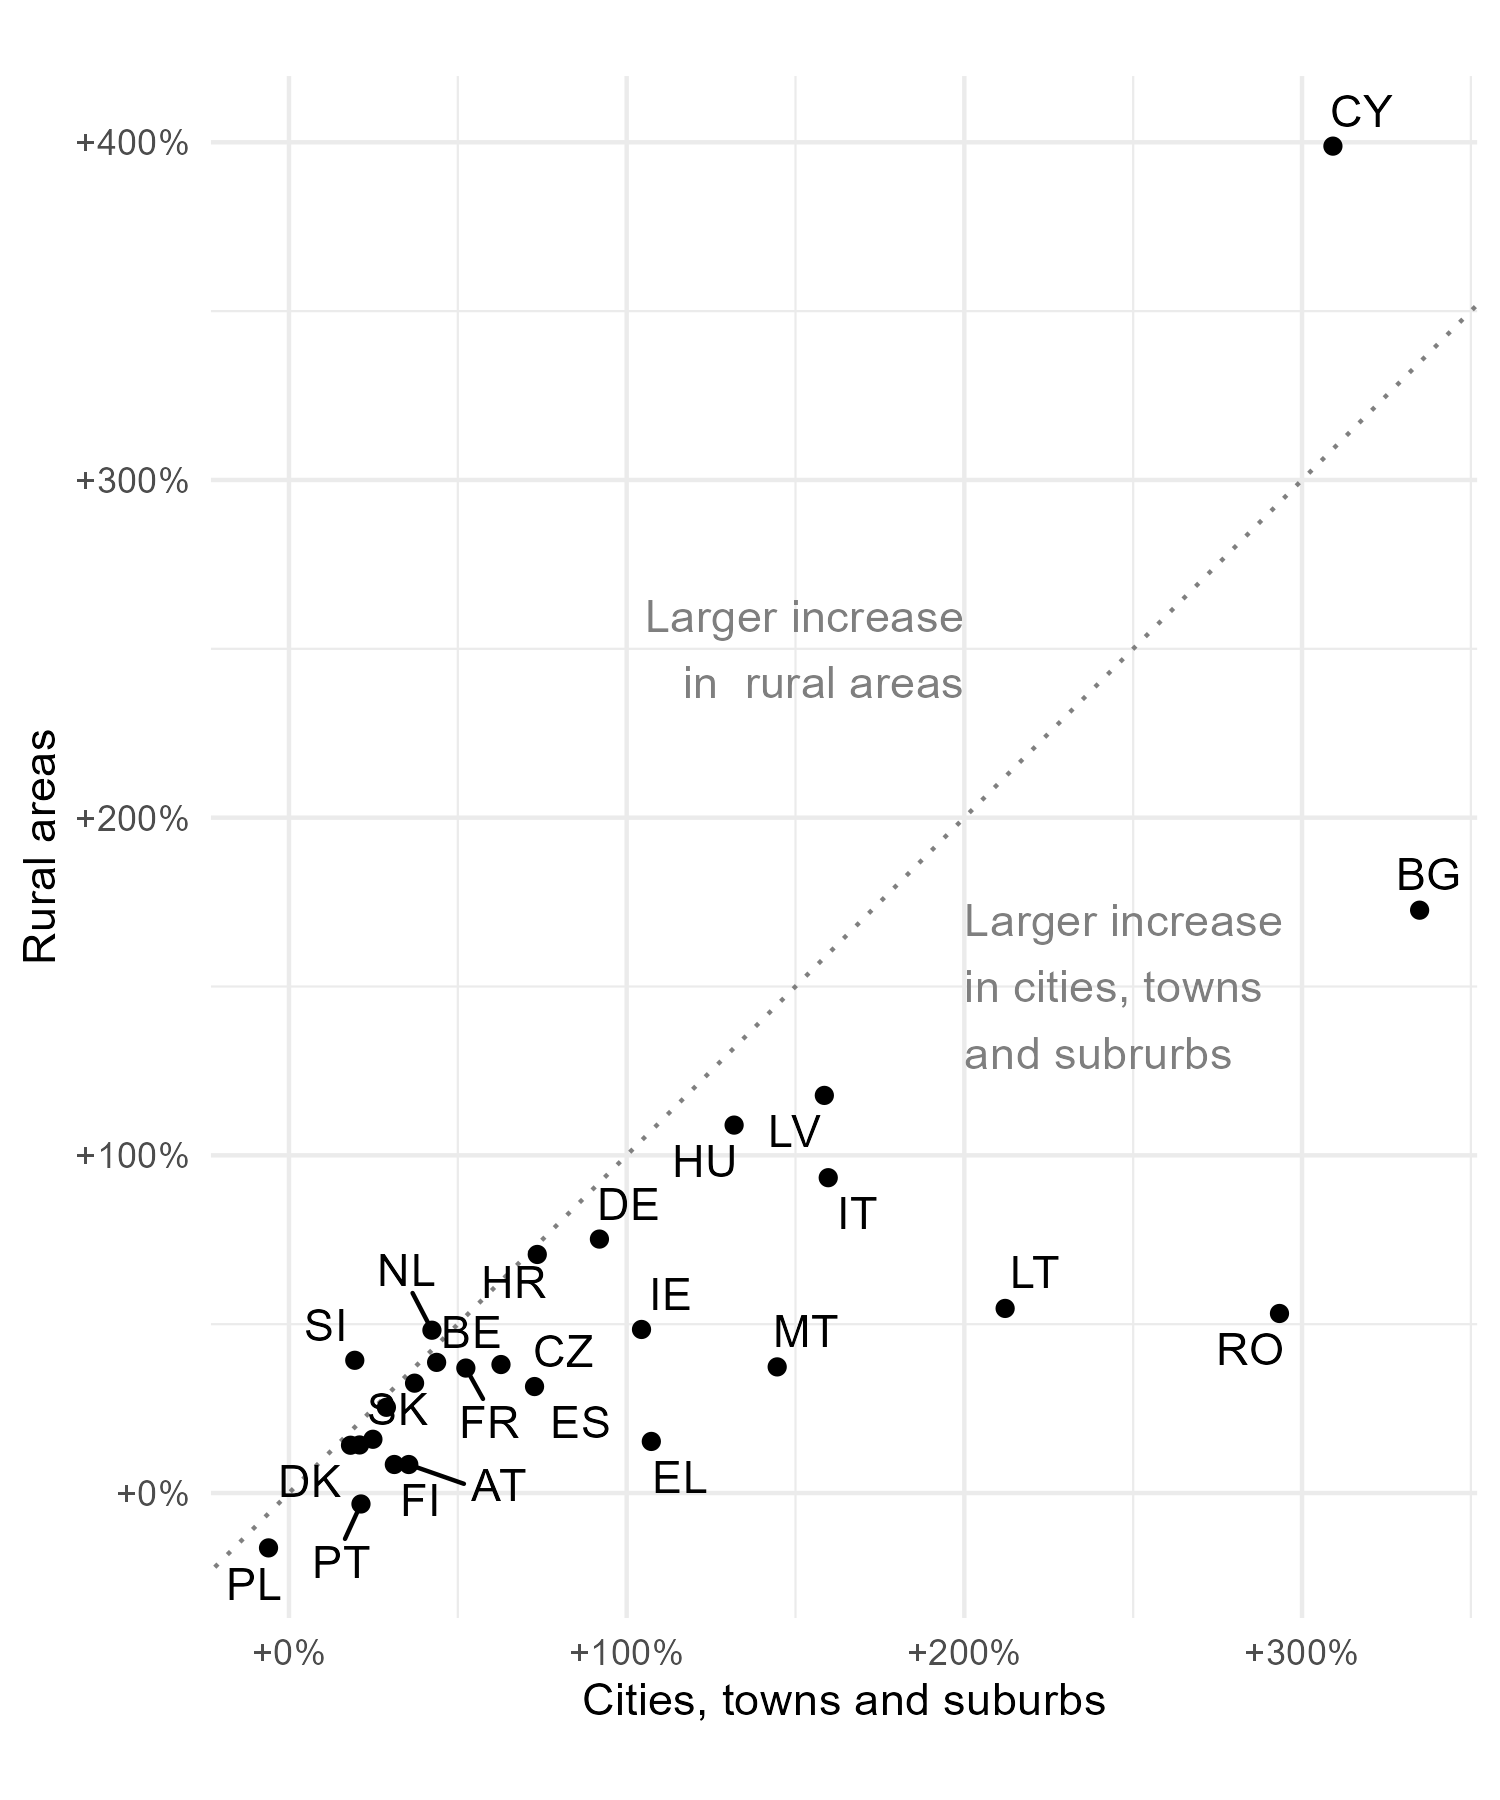 CY
+400%
+300%
Larger increase
in  rural areas
Rural areas
+200%
BG
Larger increase
in cities, towns
and subrurbs
LV
HU
+100%
IT
DE
NL
HR
LT
IE
SI
BE
MT
CZ
RO
SK
FR
ES
DK
AT
EL
+0%
FI
PT
PL
+0%
+100%
+200%
+300%
Cities, towns and suburbs